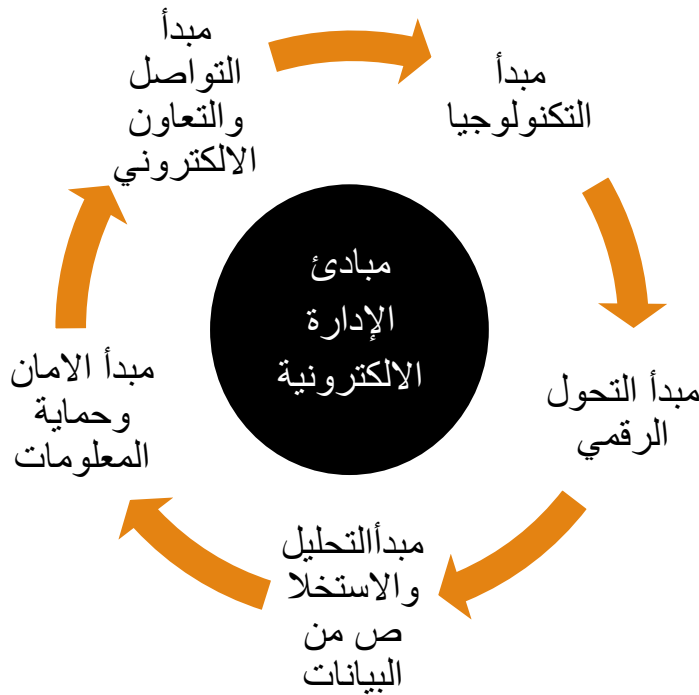 مبدأ
التواصل
والتعاون
الالكتروني
مبدأ
التكنولوجيا
مبادئ
الإدارة
الالكترونية
مبدأ الامان
وحماية
المعلومات
مبدأ التحول
الرقمي
مبدأالتحليل
والاستخلا
ص من
البيانات